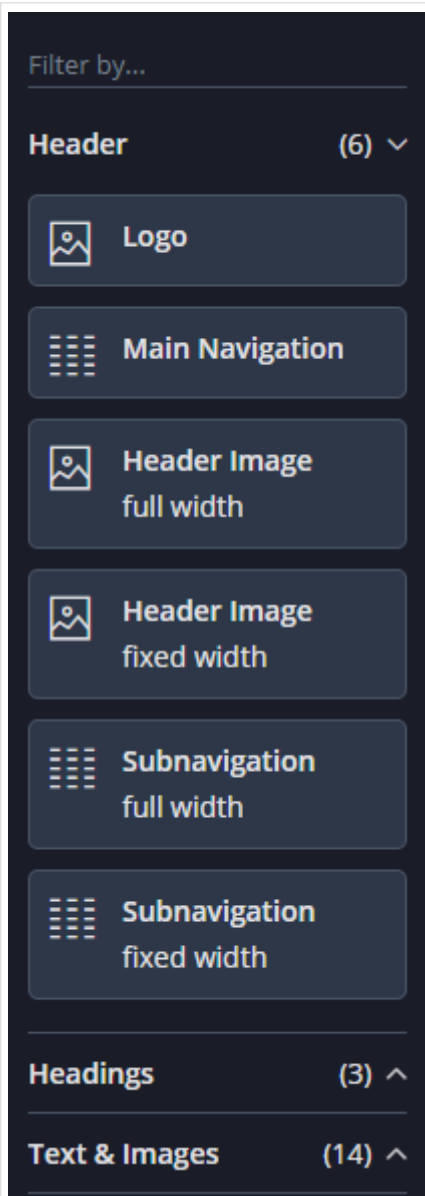 Filter by...
Header (6)
Logo
Main Navigation
Header Image
full width
Header Image
fixed width
Subnavigation
full width
Subnavigation
fixed width
Headings (3)
Text & Images (14)